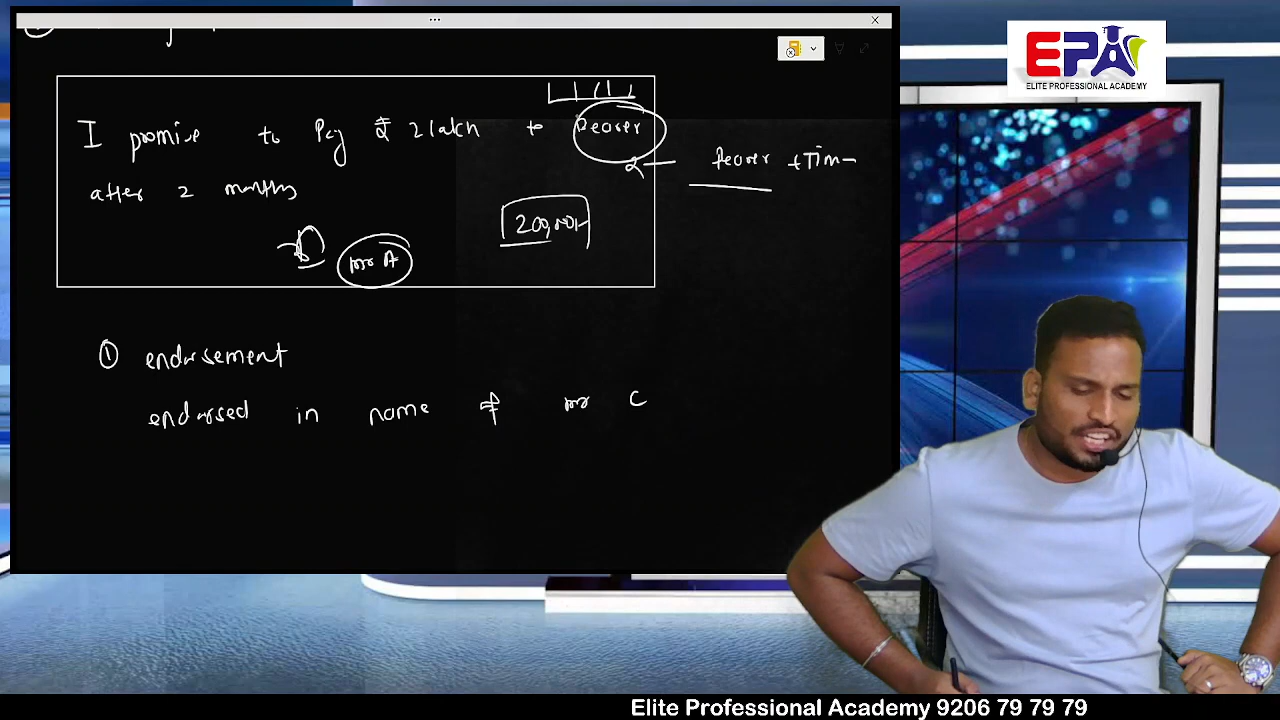 EPA
ELITE PROFESSIONAL ACADEMY
I promise to Pay ₹ 2 lakh to Bearer
after 2 months
Bearer + Time
200,000/-
Mr A
① endorsement
endorsed in name of Mr C
Elite Professional Academy 9206 79 79 79